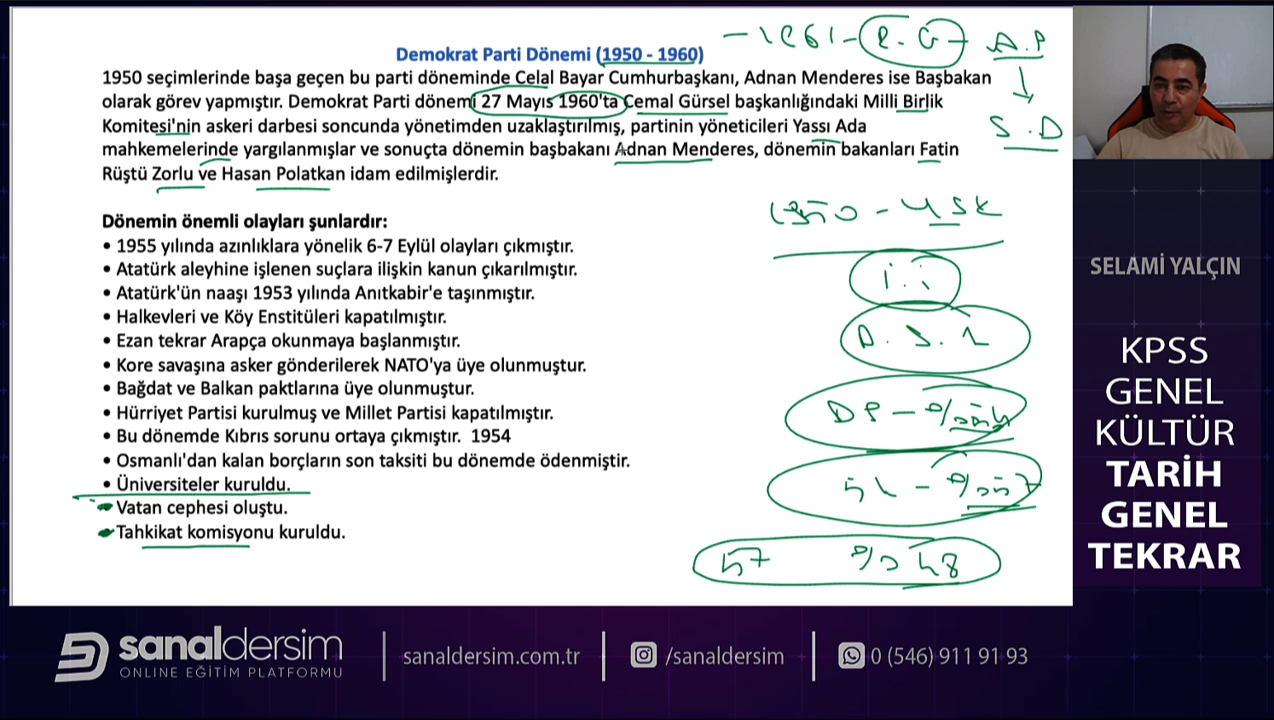 Demokrat Parti Dönemi (1950 - 1960)
1950 seçimlerinde başa geçen bu parti döneminde Celal Bayar Cumhurbaşkanı, Adnan Menderes ise Başbakan
olarak görev yapmıştır. Demokrat Parti dönemi 27 Mayıs 1960'ta Cemal Gürsel başkanlığındaki Milli Birlik
Komitesi'nin askeri darbesi soncunda yönetimden uzaklaştırılmış, partinin yöneticileri Yassı Ada
mahkemelerinde yargılanmışlar ve sonuçta dönemin başbakanı Adnan Menderes, dönemin bakanları Fatin
Rüştü Zorlu ve Hasan Polatkan idam edilmişlerdir.
Dönemin önemli olayları şunlardır:
• 1955 yılında azınlıklara yönelik 6-7 Eylül olayları çıkmıştır.
• Atatürk aleyhine işlenen suçlara ilişkin kanun çıkarılmıştır.
• Atatürk'ün naaşı 1953 yılında Anıtkabir'e taşınmıştır.
• Halkevleri ve Köy Enstitüleri kapatılmıştır.
• Ezan tekrar Arapça okunmaya başlanmıştır.
• Kore savaşına asker gönderilerek NATO'ya üye olunmuştur.
• Bağdat ve Balkan paktlarına üye olunmuştur.
• Hürriyet Partisi kurulmuş ve Millet Partisi kapatılmıştır.
• Bu dönemde Kıbrıs sorunu ortaya çıkmıştır. 1954
• Osmanlı'dan kalan borçların son taksiti bu dönemde ödenmiştir.
• Üniversiteler kuruldu.
• Vatan cephesi oluştu.
• Tahkikat komisyonu kuruldu.
- 1961 - R. G
A.P
S.D
1950 - YSK
İ.İ
D.S.
DP - %
57 % 48
SELAMİ YALÇIN
KPSS
GENEL
KÜLTÜR
TARİH
GENEL
TEKRAR
sanaldersim
ONLINE EĞİTİM PLATFORMU
sanaldersim.com.tr
/sanaldersim
0 (546) 911 91 93